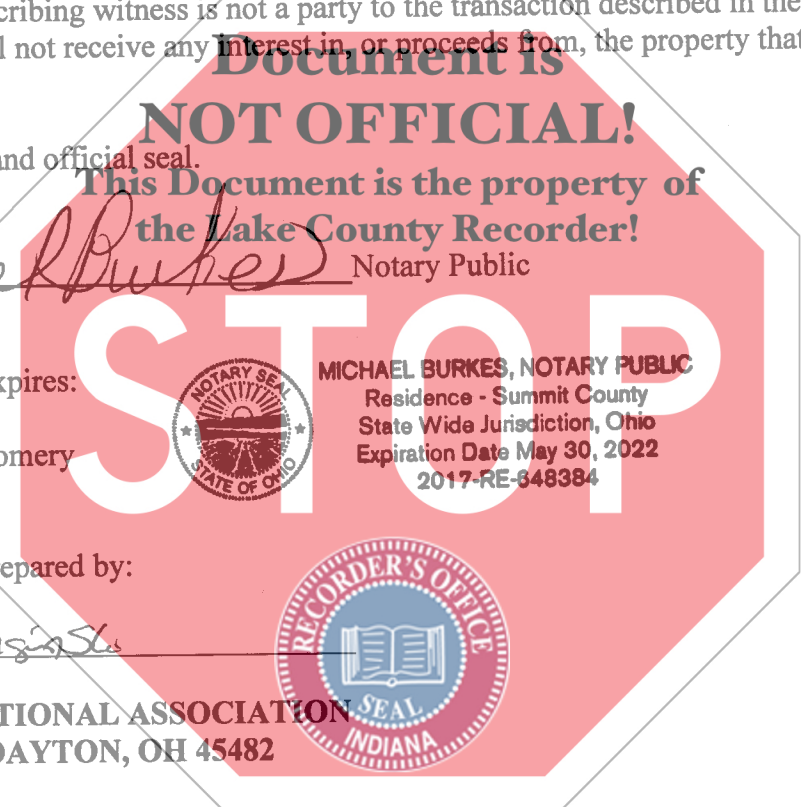 cribing witness is not a party to the transaction described in the
l not receive any interest in, or proceeds from, the property that
Document is
NOT OFFICIAL!
and official seal.
This Document is the property of
the Lake County Recorder!
Burkes Notary Public
STOP
xpires:
omery
NOTARY SEAL
STATE OF OHIO
MICHAEL BURKES, NOTARY PUBLIC
Residence - Summit County
State Wide Jurisdiction, Ohio
Expiration Date May 30, 2022
2017-RE-648384
epared by:
RECORDER'S OFFICE
SEAL
INDIANA
TIONAL ASSOCIATION
DAYTON, OH 45482